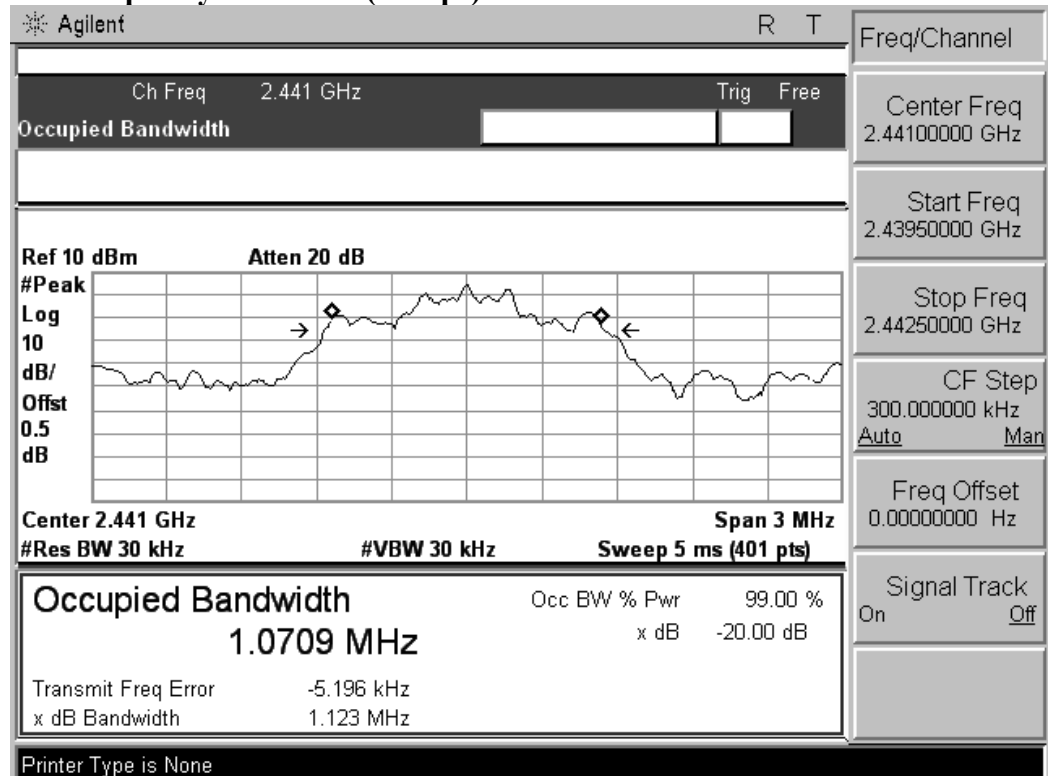 Agilent R T
Freq/Channel
Ch Freq 2.441 GHz Trig Free
Occupied Bandwidth
Center Freq
2.44100000 GHz
Start Freq
2.43950000 GHz
Stop Freq
2.44250000 GHz
CF Step
300.000000 kHz
Auto Man
Freq Offset
0.00000000 Hz
Signal Track
On Off
Ref 10 dBm Atten 20 dB
#Peak
Log
10
dB/
Offst
0.5
dB
Center 2.441 GHz Span 3 MHz
#Res BW 30 kHz #VBW 30 kHz Sweep 5 ms (401 pts)
Occupied Bandwidth
1.0709 MHz
Occ BW % Pwr 99.00 %
x dB -20.00 dB
Transmit Freq Error -5.196 kHz
x dB Bandwidth 1.123 MHz
Printer Type is None